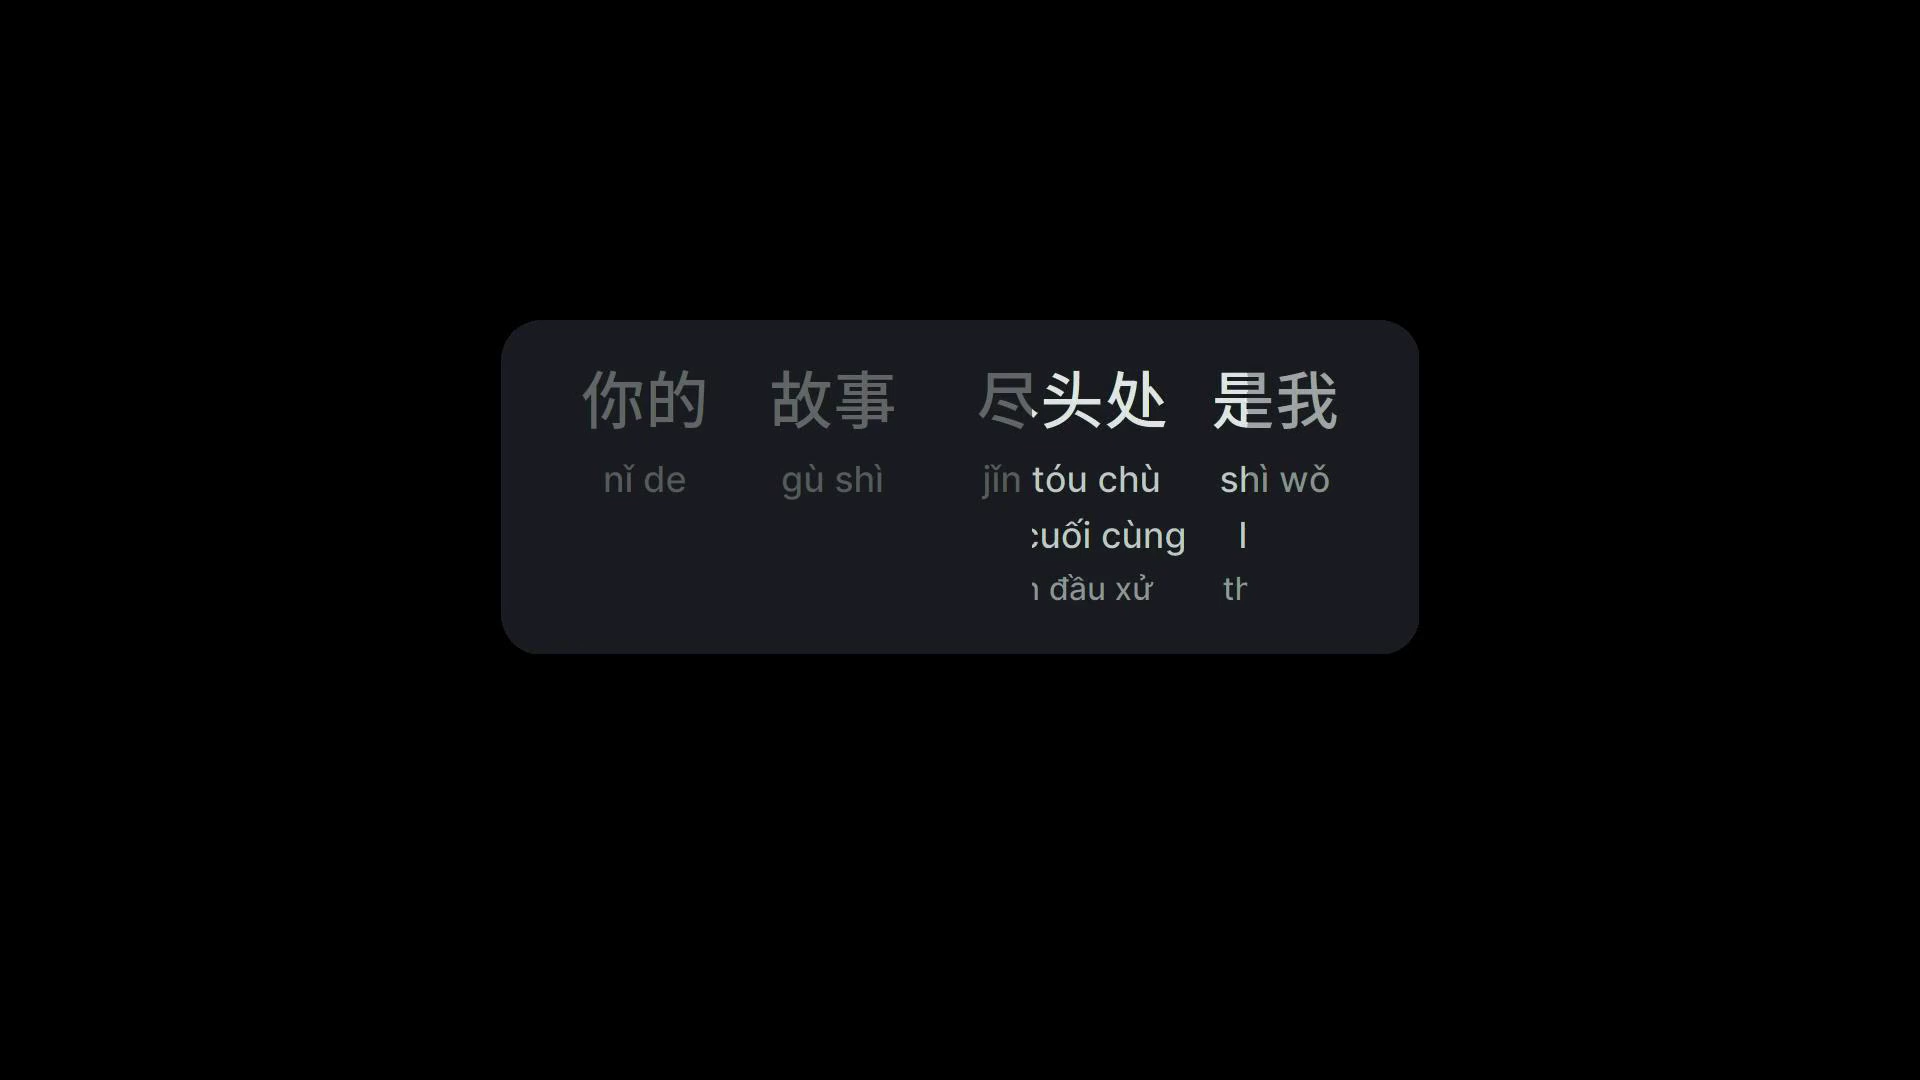 你的 故事 尽头处 是我
nǐ de gù shì jǐn tóu chù shì wǒ
cuối cùng
đầu xử